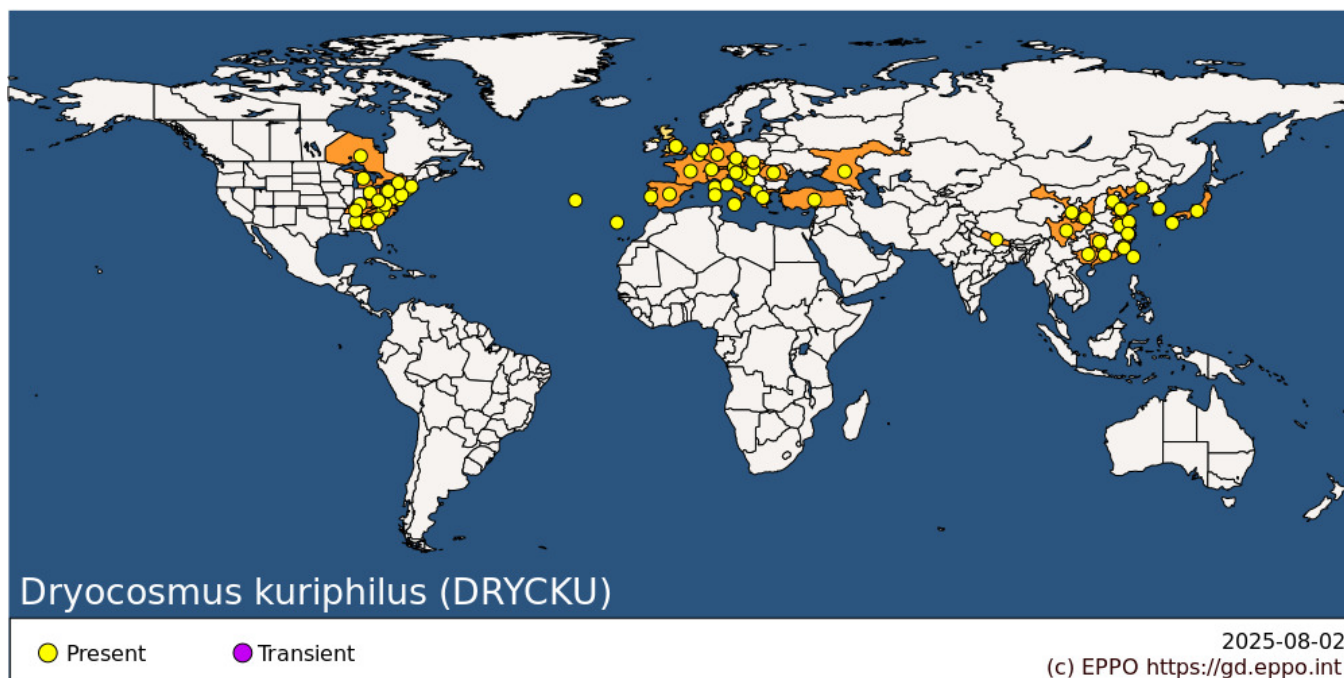 Dryocosmus kuriphilus (DRYCKU)
Present
Transient
2025-08-02
(c) EPPO https://gd.eppo.int